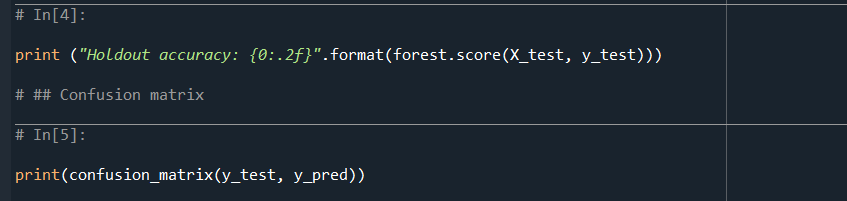 # In[4]:
print ("Holdout accuracy: {0:.2f}".format(forest.score(X_test, y_test)))
# ## Confusion matrix
# In[5]:
print(confusion_matrix(y_test, y_pred))